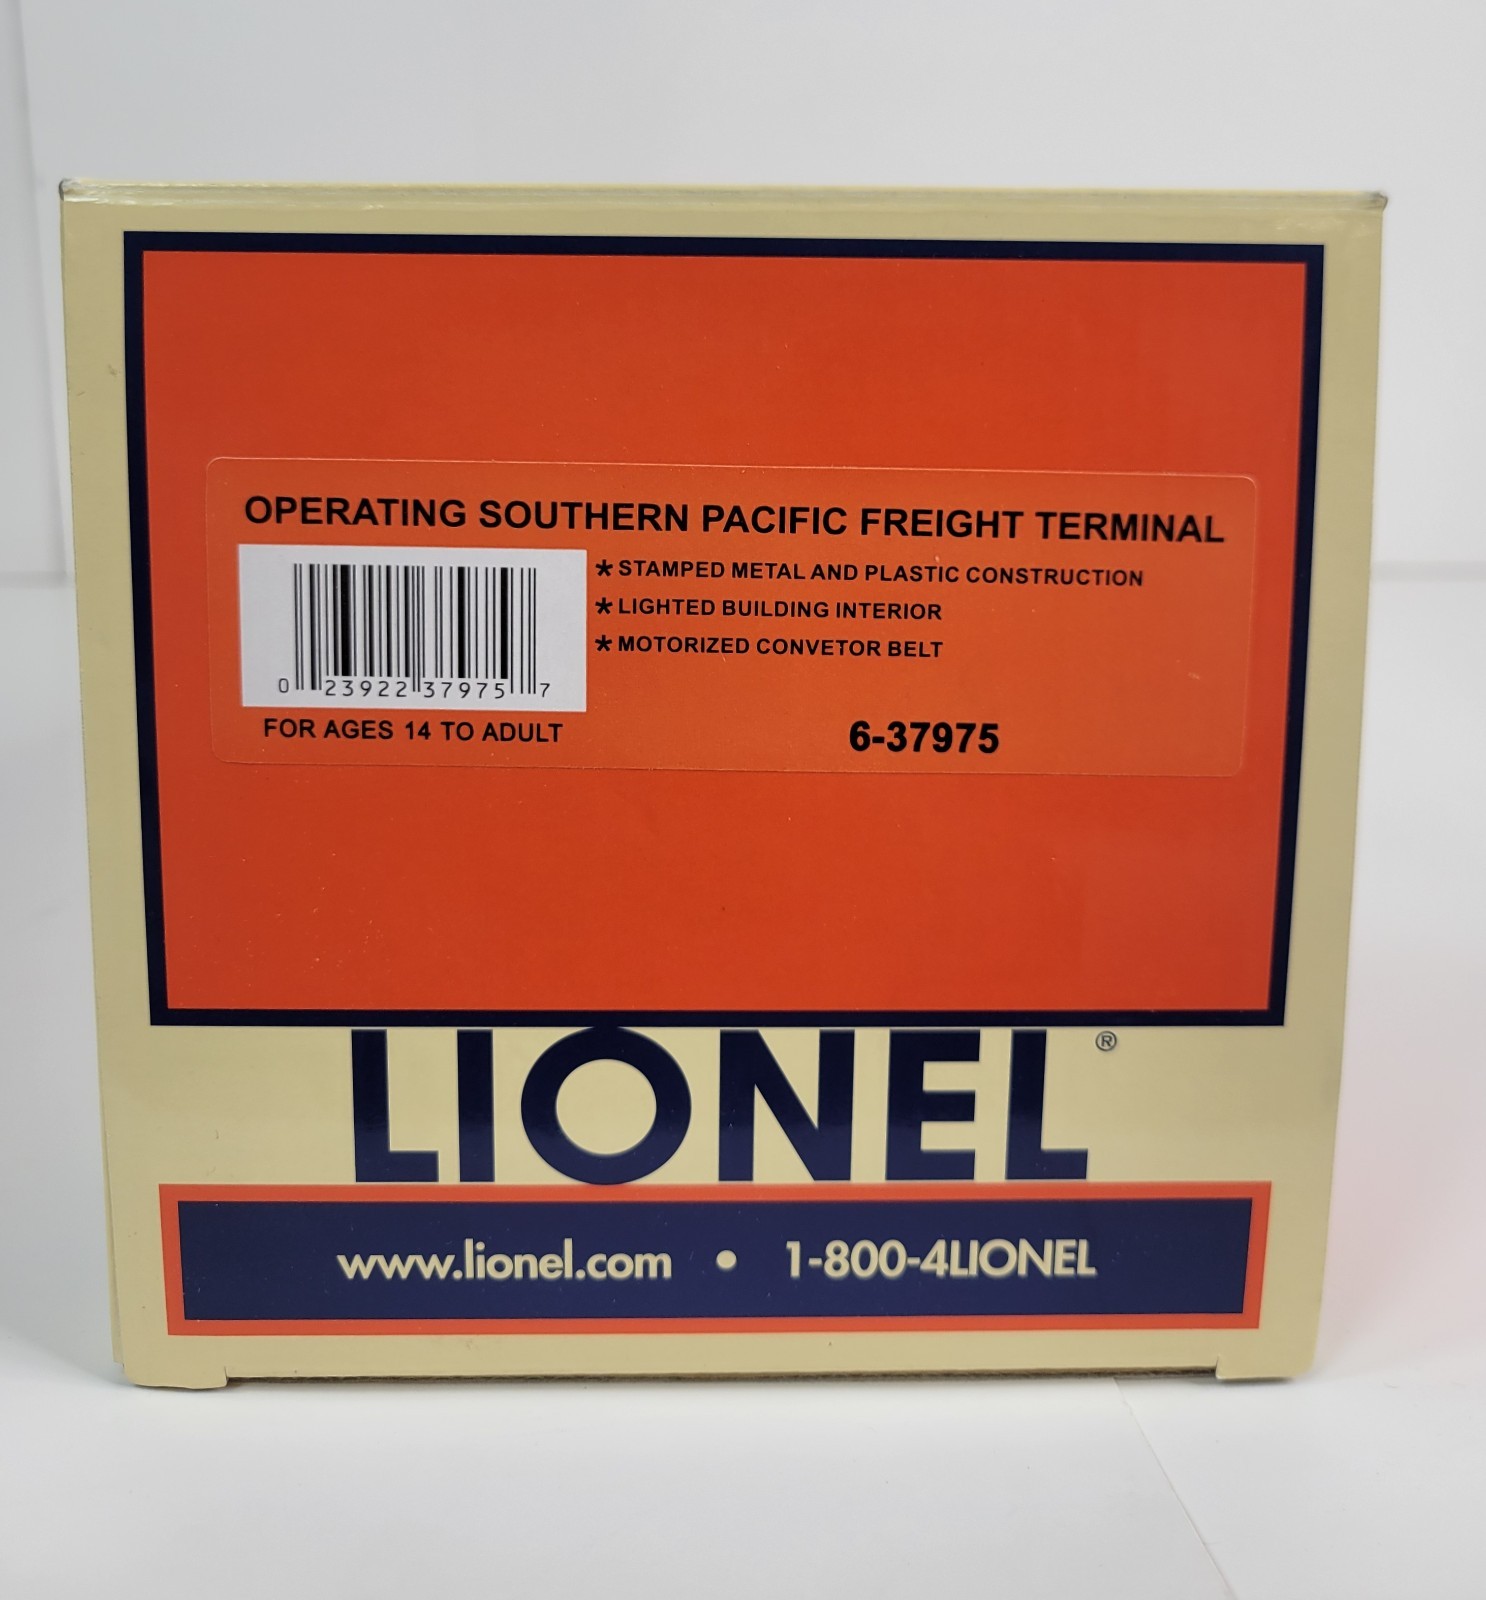 OPERATING SOUTHERN PACIFIC FREIGHT TERMINAL
* STAMPED METAL AND PLASTIC CONSTRUCTION
* LIGHTED BUILDING INTERIOR
* MOTORIZED CONVETOR BELT
0 23922 37975 7
FOR AGES 14 TO ADULT
6-37975
LIONEL®
www.lionel.com • 1-800-4LIONEL